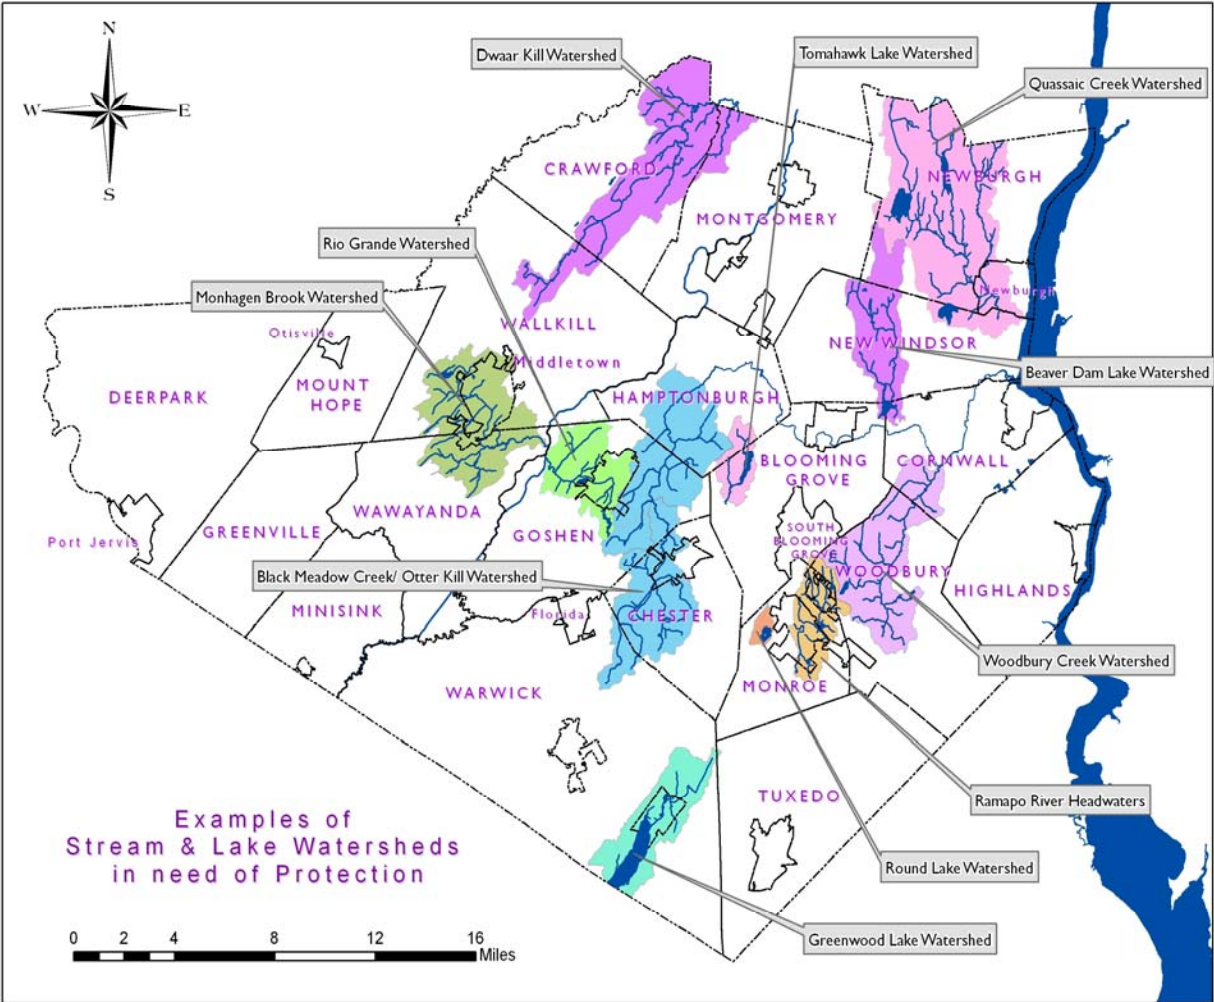 N
W
E
S
Dwaar Kill Watershed
Tomahawk Lake Watershed
Quassaic Creek Watershed
CRAWFORD
NEWBURGH
MONTGOMERY
Rio Grande Watershed
Monhagen Brook Watershed
Newburgh
WALLKILL
Otisville
NEW WINDSOR
Middletown
Beaver Dam Lake Watershed
DEERPARK
MOUNT
HOPE
HAMPTONBURGH
BLOOMING
GROVE
CORNWALL
WAWAYANDA
GREENVILLE
GOSHEN
SOUTH
BLOOMING
GROVE
Port Jervis
Black Meadow Creek/ Otter Kill Watershed
WOODBURY
HIGHLANDS
MINISINK
Florida
CHESTER
Woodbury Creek Watershed
WARWICK
MONROE
TUXEDO
Ramapo River Headwaters
Examples of
Stream & Lake Watersheds
in need of Protection
Round Lake Watershed
Greenwood Lake Watershed
0 2 4 8 12 16
Miles